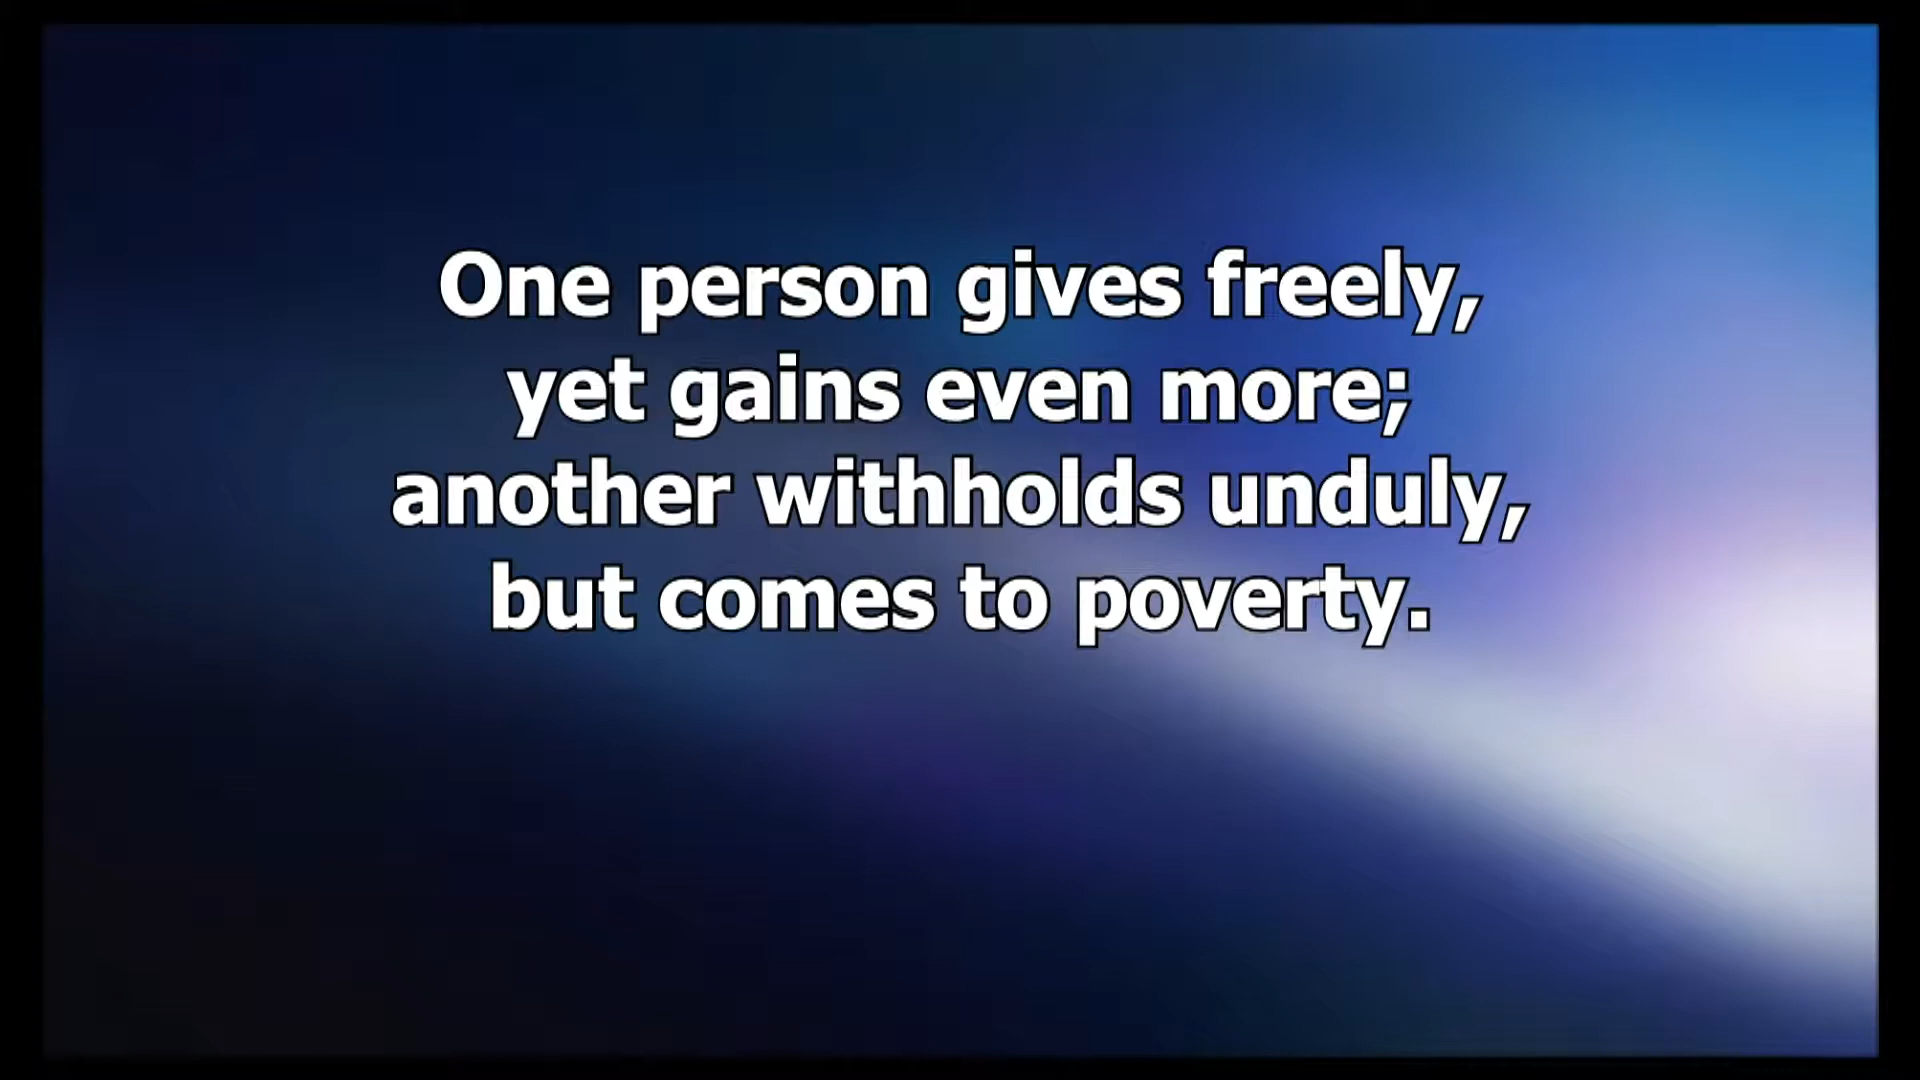 One person gives freely,
yet gains even more;
another withholds unduly,
but comes to poverty.